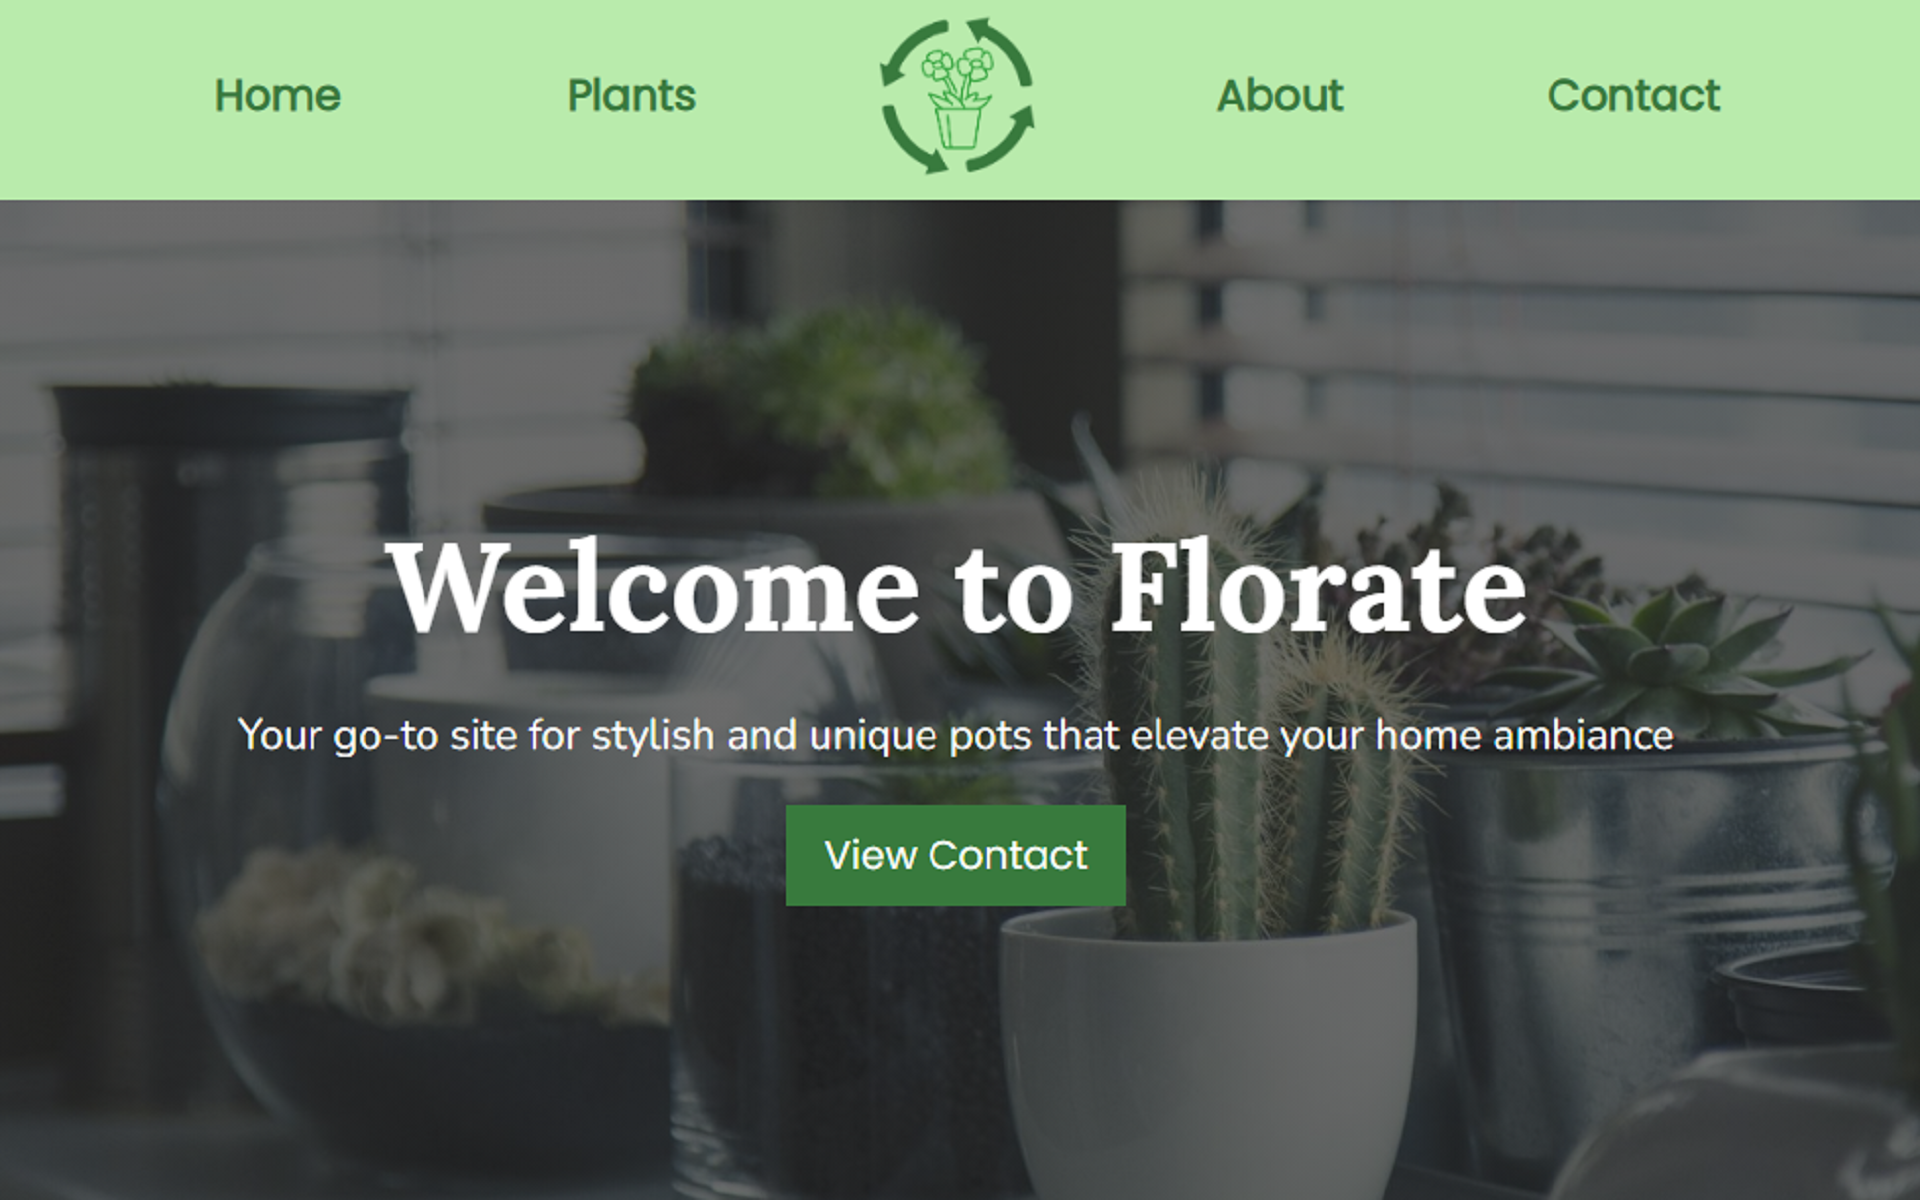 Home
Plants
About
Contact
Welcome to Florate
Your go-to site for stylish and unique pots that elevate your home ambiance
View Contact